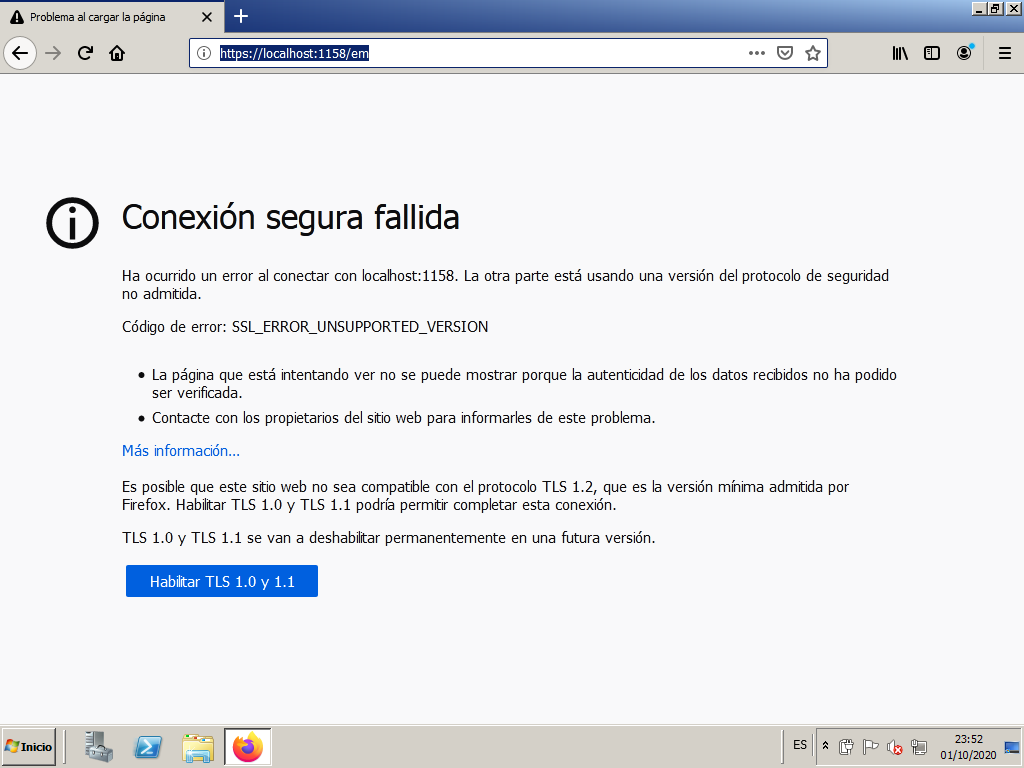 Problema al cargar la página
https://localhost:1158/em
Conexión segura fallida
Ha ocurrido un error al conectar con localhost:1158. La otra parte está usando una versión del protocolo de seguridad
no admitida.
Código de error: SSL_ERROR_UNSUPPORTED_VERSION
La página que está intentando ver no se puede mostrar porque la autenticidad de los datos recibidos no ha podido
ser verificada.
Contacte con los propietarios del sitio web para informarles de este problema.
Más información...
Es posible que este sitio web no sea compatible con el protocolo TLS 1.2, que es la versión mínima admitida por
Firefox. Habilitar TLS 1.0 y TLS 1.1 podría permitir completar esta conexión.
TLS 1.0 y TLS 1.1 se van a deshabilitar permanentemente en una futura versión.
Habilitar TLS 1.0 y 1.1
Inicio
ES
23:52
01/10/2020